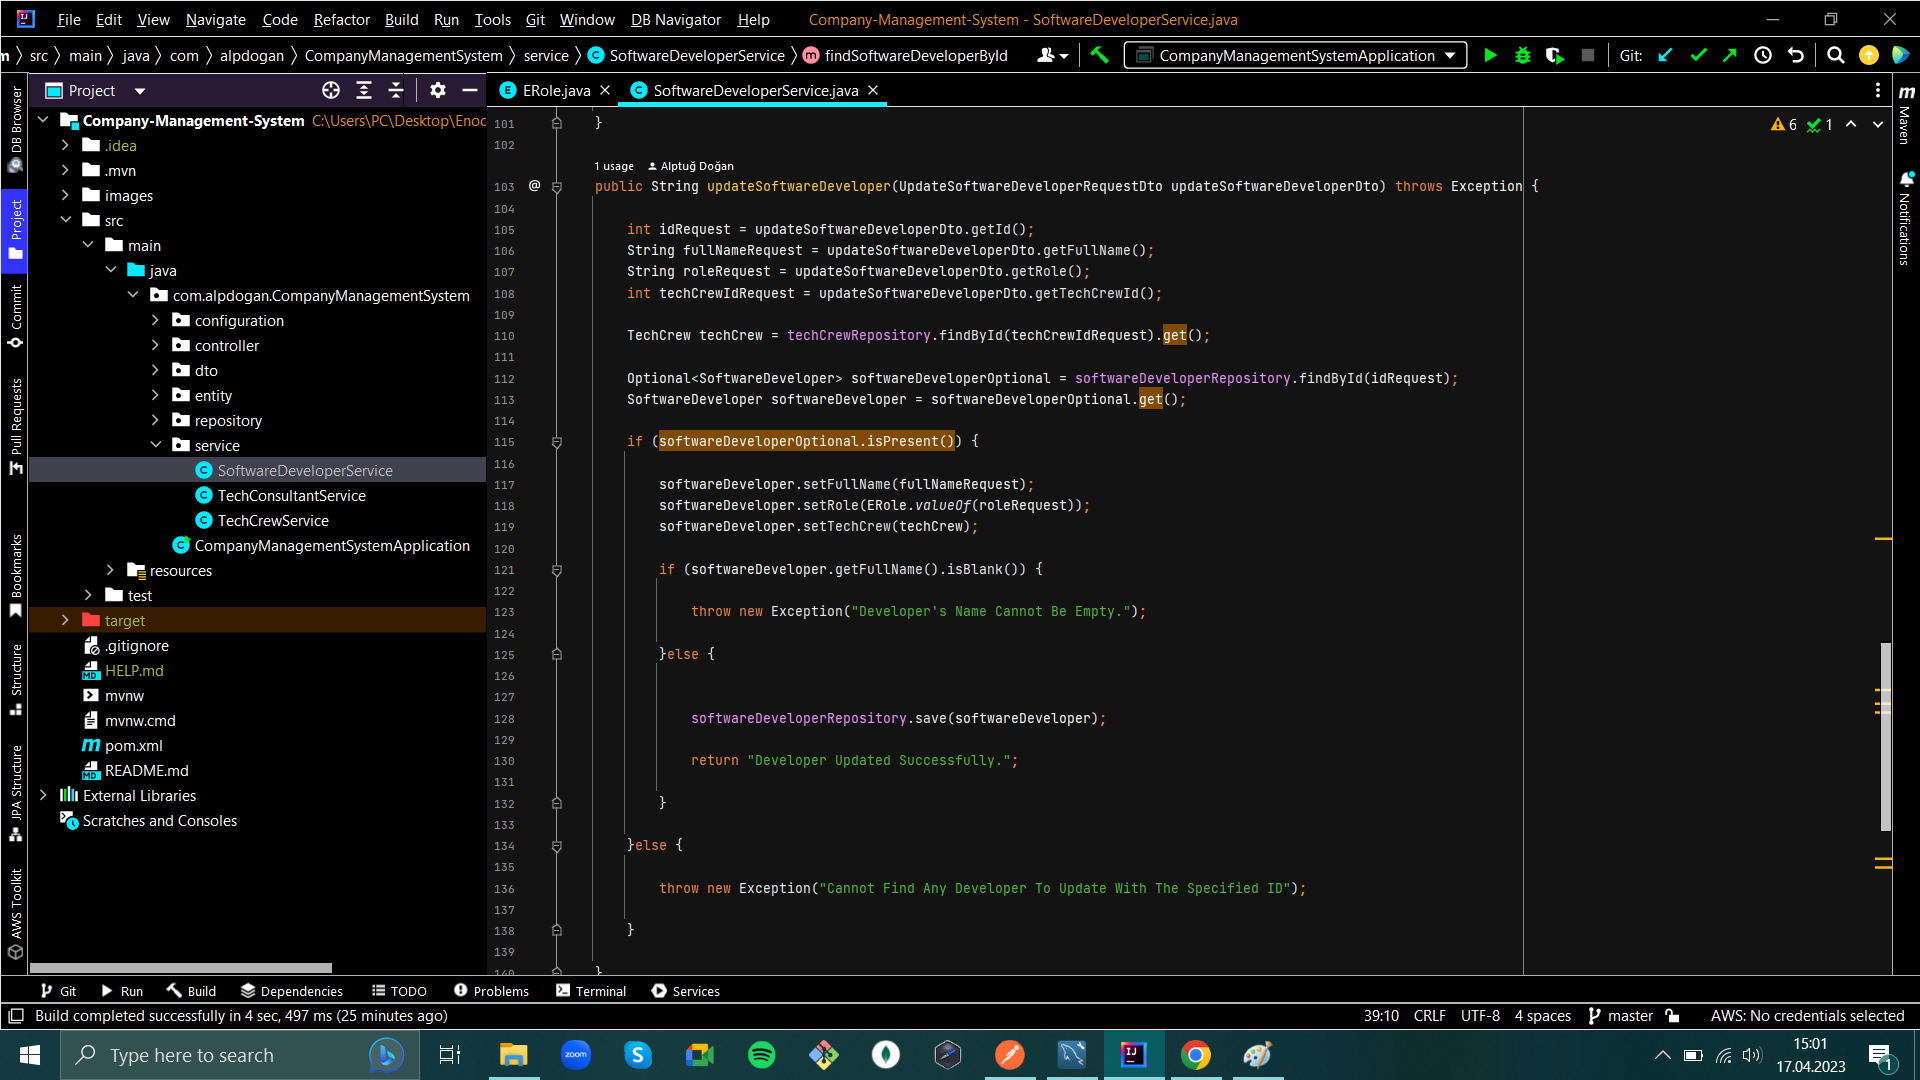 File Edit View Navigate Code Refactor Build Run Tools Git Window DB Navigator Help Company-Management-System - SoftwareDeveloperService.java
m src main java com alpdogan CompanyManagementSystem service SoftwareDeveloperService findSoftwareDeveloperById CompanyManagementSystemApplication Git:
Project
ERole.java SoftwareDeveloperService.java
DB Browser
Project
Commit
Pull Requests
Bookmarks
Structure
JPA Structure
AWS Toolkit
Company-Management-System C:\Users\PC\Desktop\Enoc
.idea
.mvn
images
src
main
java
com.alpdogan.CompanyManagementSystem
configuration
controller
dto
entity
repository
service
SoftwareDeveloperService
TechConsultantService
TechCrewService
CompanyManagementSystemApplication
resources
test
target
.gitignore
HELP.md
mvnw
mvnw.cmd
pom.xml
README.md
External Libraries
Scratches and Consoles
6 1
101 }
102
1 usage Alptuğ Doğan
103 @ public String updateSoftwareDeveloper(UpdateSoftwareDeveloperRequestDto updateSoftwareDeveloperDto) throws Exception {
104
105 int idRequest = updateSoftwareDeveloperDto.getId();
106 String fullNameRequest = updateSoftwareDeveloperDto.getFullName();
107 String roleRequest = updateSoftwareDeveloperDto.getRole();
108 int techCrewIdRequest = updateSoftwareDeveloperDto.getTechCrewId();
109
110 TechCrew techCrew = techCrewRepository.findById(techCrewIdRequest).get();
111
112 Optional<SoftwareDeveloper> softwareDeveloperOptional = softwareDeveloperRepository.findById(idRequest);
113 SoftwareDeveloper softwareDeveloper = softwareDeveloperOptional.get();
114
115 if (softwareDeveloperOptional.isPresent()) {
116
117 softwareDeveloper.setFullName(fullNameRequest);
118 softwareDeveloper.setRole(ERole.valueOf(roleRequest));
119 softwareDeveloper.setTechCrew(techCrew);
120
121 if (softwareDeveloper.getFullName().isBlank()) {
122
123 throw new Exception("Developer's Name Cannot Be Empty.");
124
125 }else {
126
127
128 softwareDeveloperRepository.save(softwareDeveloper);
129
130 return "Developer Updated Successfully.";
131
132 }
133
134 }else {
135
136 throw new Exception("Cannot Find Any Developer To Update With The Specified ID");
137
138 }
139
140 }
Maven
Notifications
Git Run Build Dependencies TODO Problems Terminal Services
Build completed successfully in 4 sec, 497 ms (25 minutes ago) 39:10 CRLF UTF-8 4 spaces master AWS: No credentials selected
Type here to search
zoom
15:01
17.04.2023
1